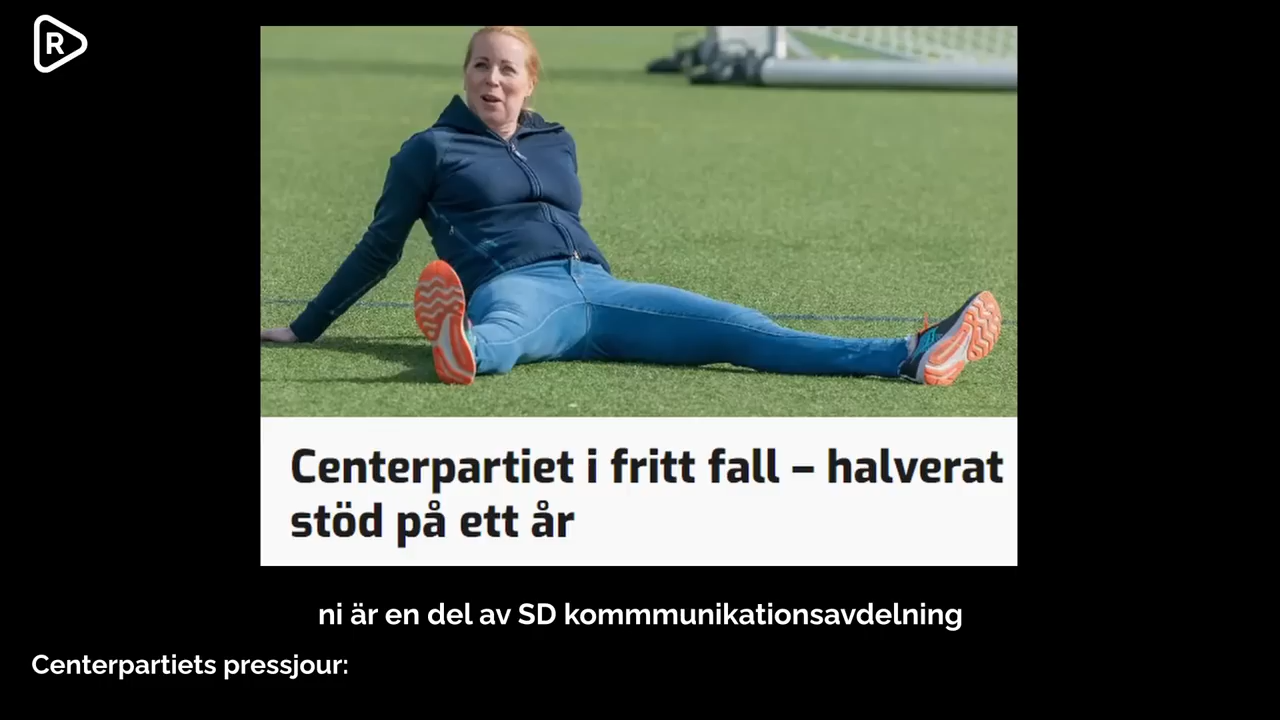 R
Centerpartiet i fritt fall – halverat
stöd på ett år
ni är en del av SD kommmunikationsavdelning
Centerpartiets pressjour: